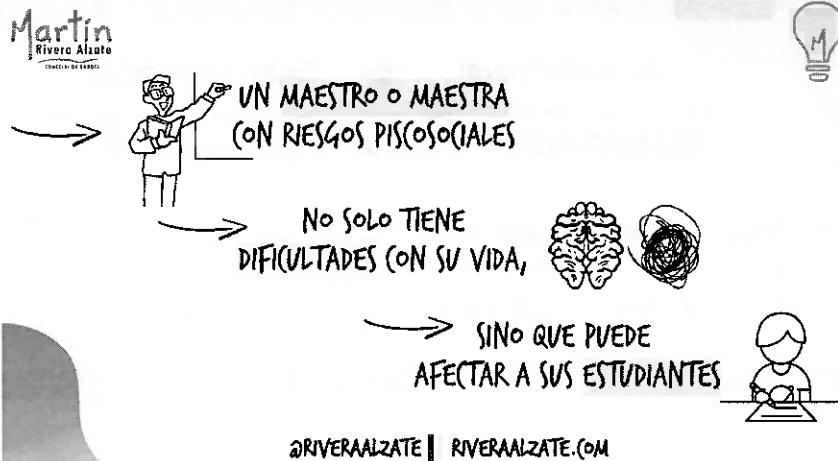 Martín
Rivera Alzate
M
UN MAESTRO O MAESTRA
CON RIESGOS PISCOSOCIALES
NO SOLO TIENE
DIFICULTADES CON SU VIDA,
SINO QUE PUEDE
AFECTAR A SUS ESTUDIANTES
@RIVERAALZATE | RIVERAALZATE.COM